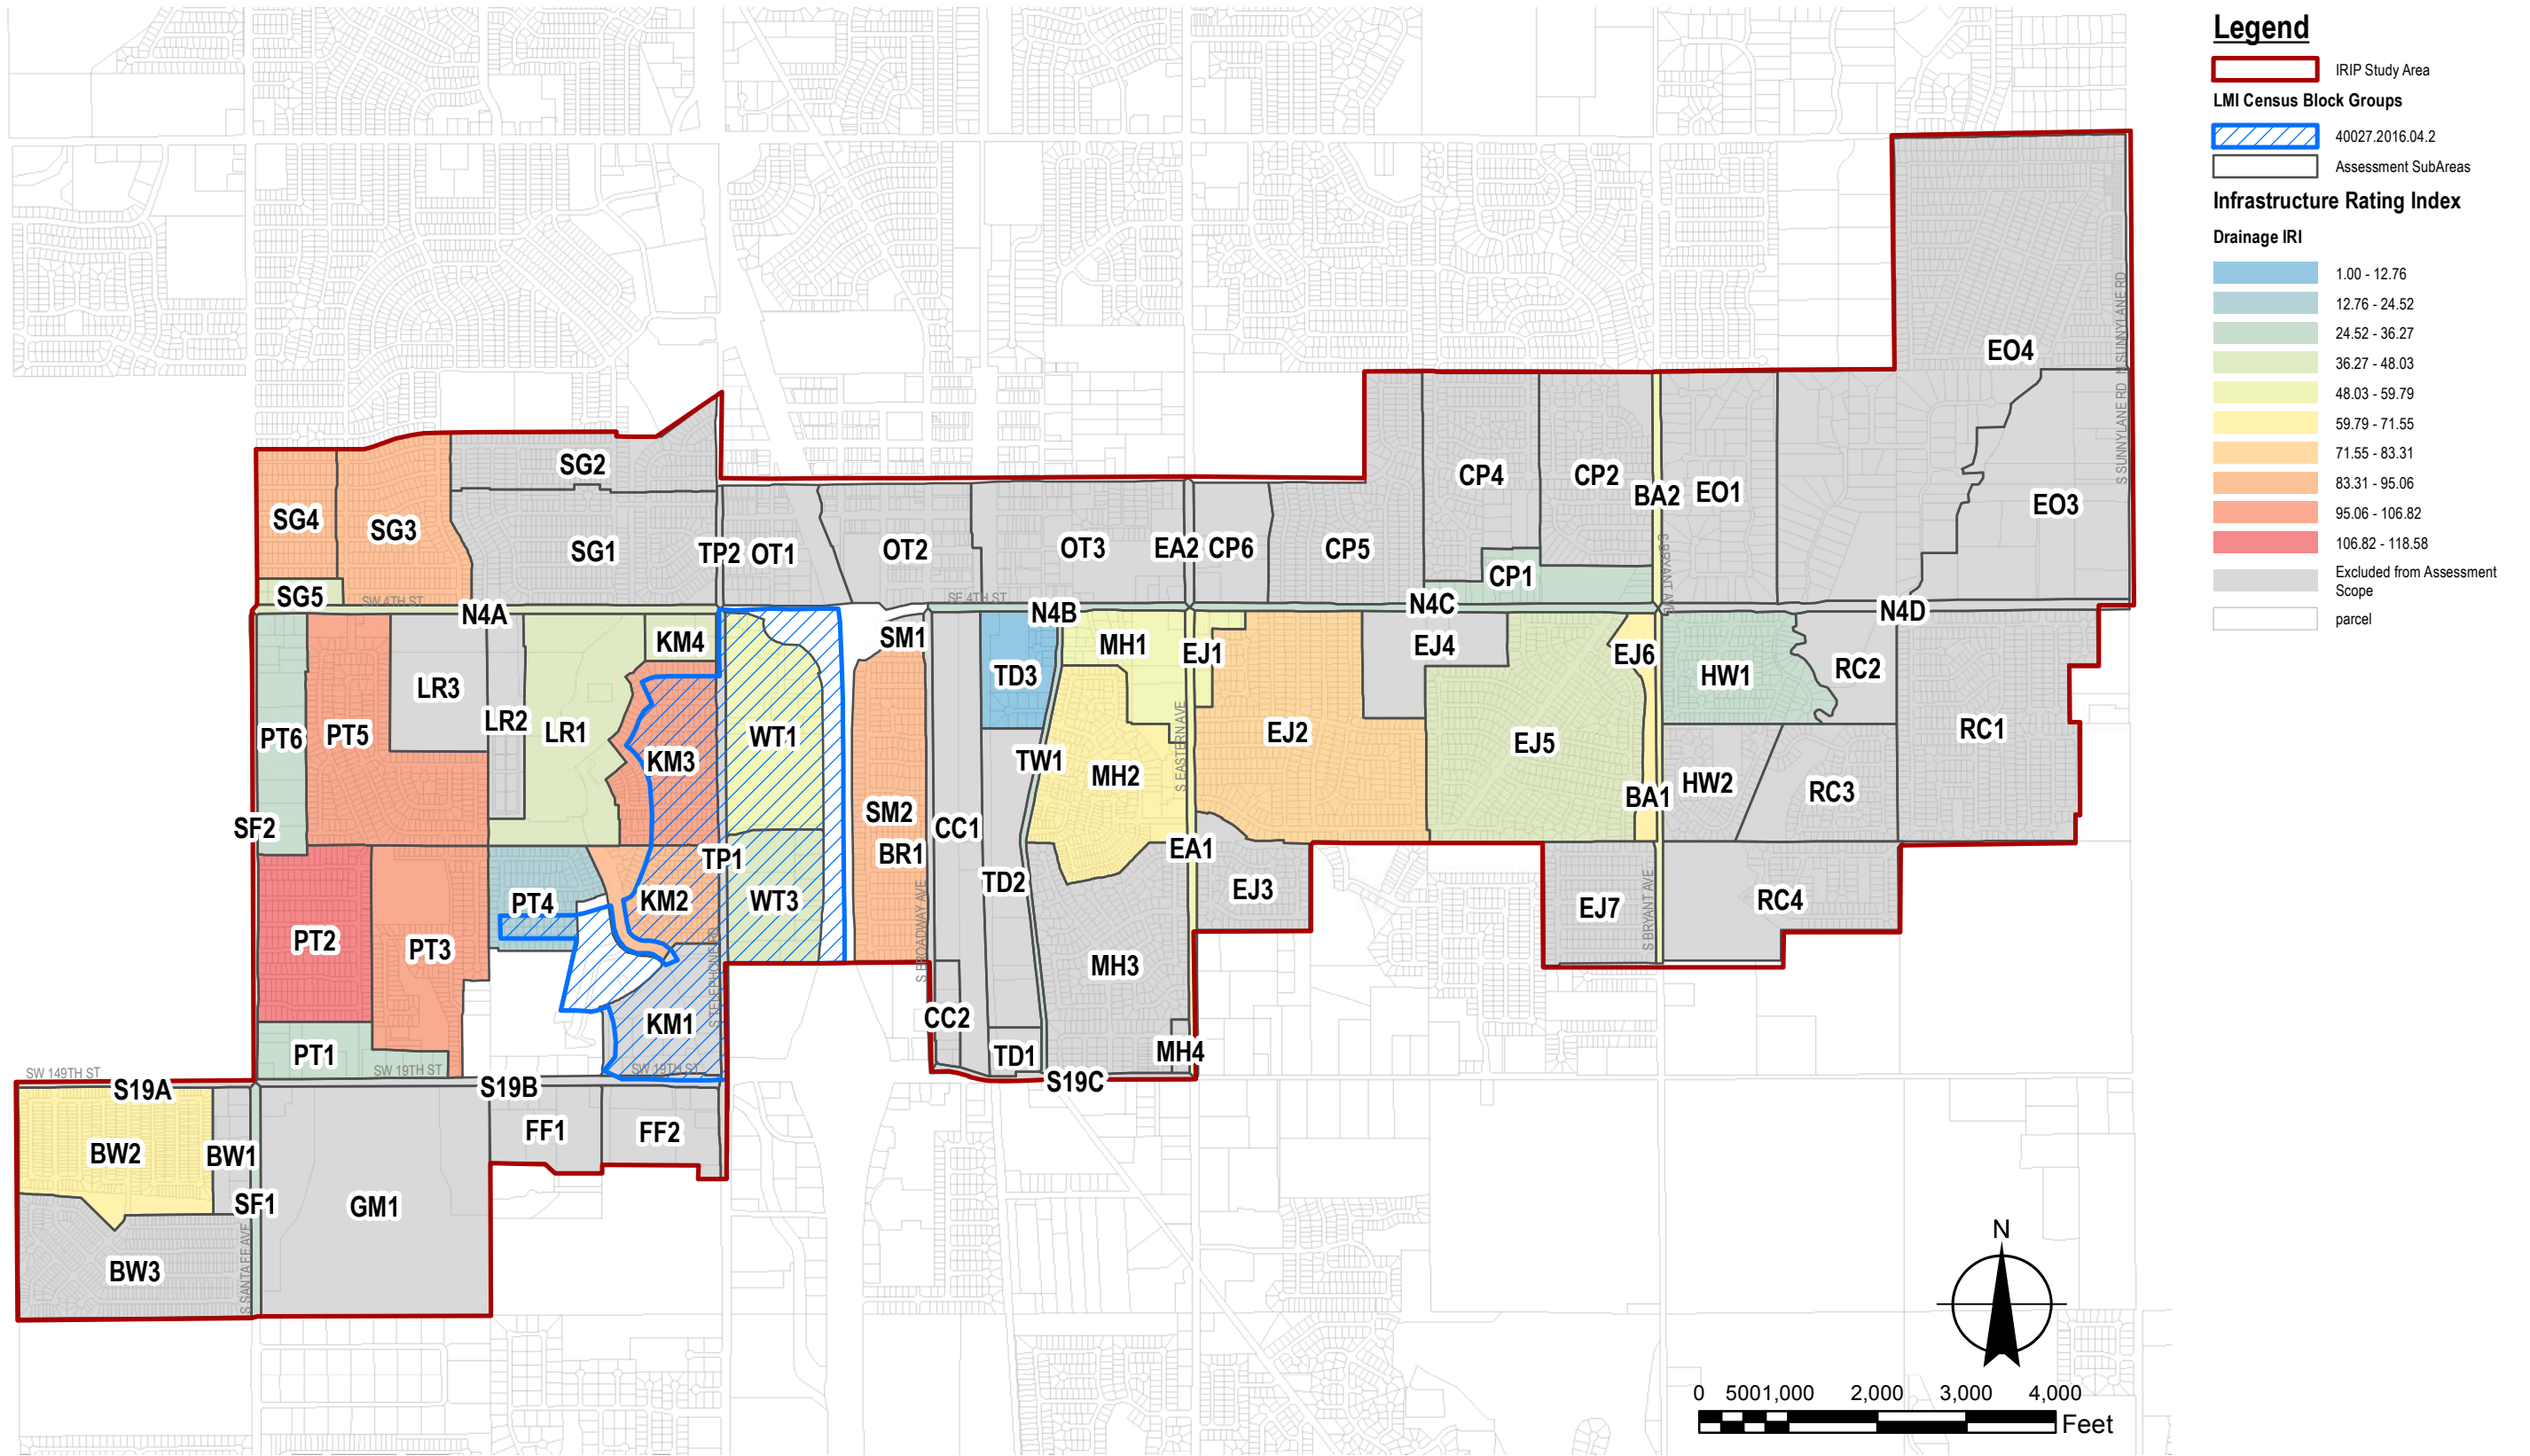 Legend
IRIP Study Area
LMI Census Block Groups
40027.2016.04.2
Assessment SubAreas
Infrastructure Rating Index
Drainage IRI
1.00 - 12.76
12.76 - 24.52
24.52 - 36.27
36.27 - 48.03
48.03 - 59.79
59.79 - 71.55
71.55 - 83.31
83.31 - 95.06
95.06 - 106.82
106.82 - 118.58
Excluded from Assessment
Scope
parcel
EO4
N SUNNYLANE RD
S SUNNYLANE RD
SG2
CP4
CP2
BA2
EO1
EO3
SG4
SG3
SG1
TP2
OT1
OT2
OT3
EA2
CP6
CP5
CP1
S BRYANT AVE
SG5
SW 4TH ST
N4A
SE 4TH ST
N4B
N4C
N4D
KM4
SM1
MH1
EJ1
EJ4
EJ6
HW1
RC2
LR3
TD3
PT6
PT5
LR2
LR1
KM3
WT1
TW1
S EASTERN AVE
EJ2
EJ5
RC1
MH2
HW2
RC3
SF2
SM2
CC1
BA1
BR1
TP1
EA1
TD2
PT4
KM2
WT3
EJ3
EJ7
RC4
S BRYANT AVE
PT2
PT3
S BROADWAY AVE
MH3
S TELEPHONE RD
KM1
CC2
PT1
TD1
MH4
SW 149TH ST
SW 19TH ST
SW 19TH ST
S19A
S19B
S19C
BW2
BW1
FF1
FF2
SF1
GM1
S SANTA FE AVE
BW3
N
0 500 1,000 2,000 3,000 4,000
Feet